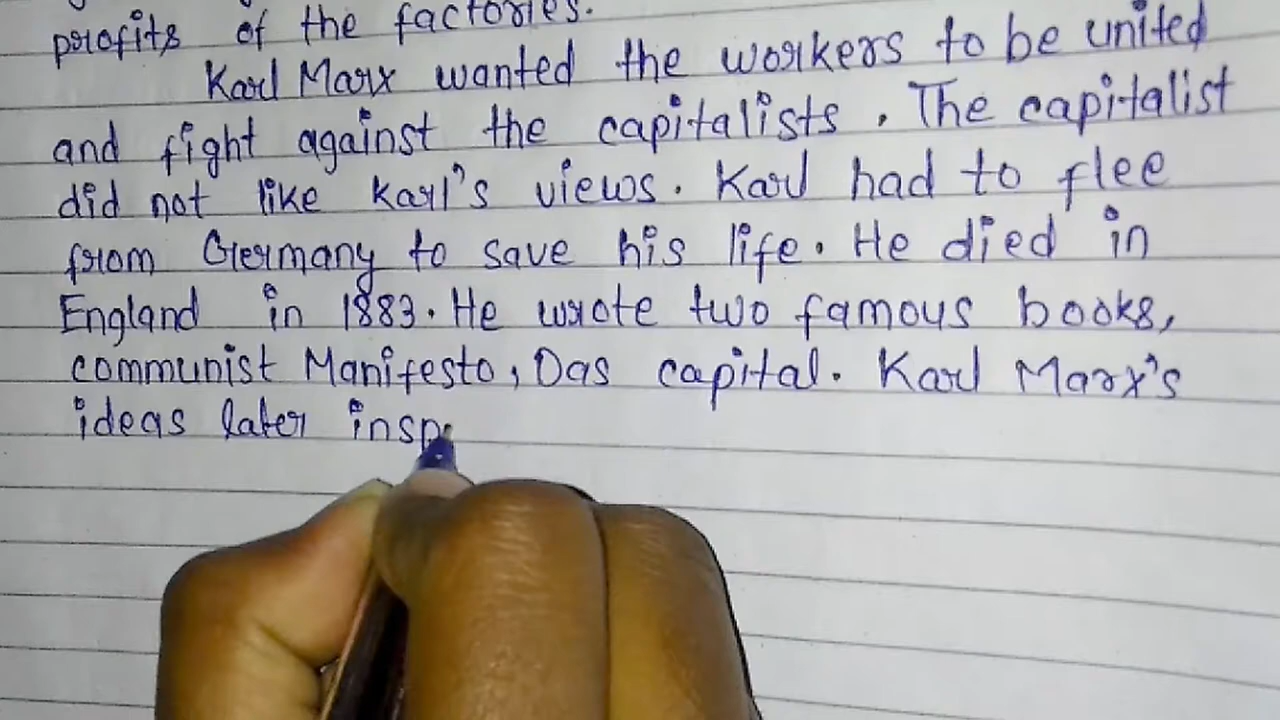 profits of the factories.
Karl Marx wanted the workers to be united
and fight against the capitalists. The capitalist
did not like Karl's views. Karl had to flee
from Germany to save his life. He died in
England in 1883. He wrote two famous books,
communist Manifesto, Das capital. Karl Marx's
ideas later insp